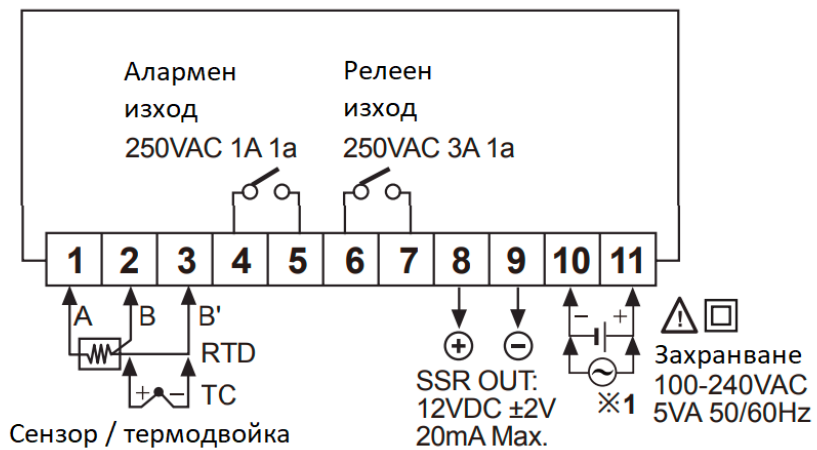 Алармен
изход
250VAC 1A 1a
Релеен
изход
250VAC 3A 1a
1 2 3 4 5 6 7 8 9 10 11
A B B'
RTD
+ − TC
Сензор / термодвойка
+ −
SSR OUT:
12VDC ±2V
20mA Max.
− +
※1
Захранване
100-240VAC
5VA 50/60Hz